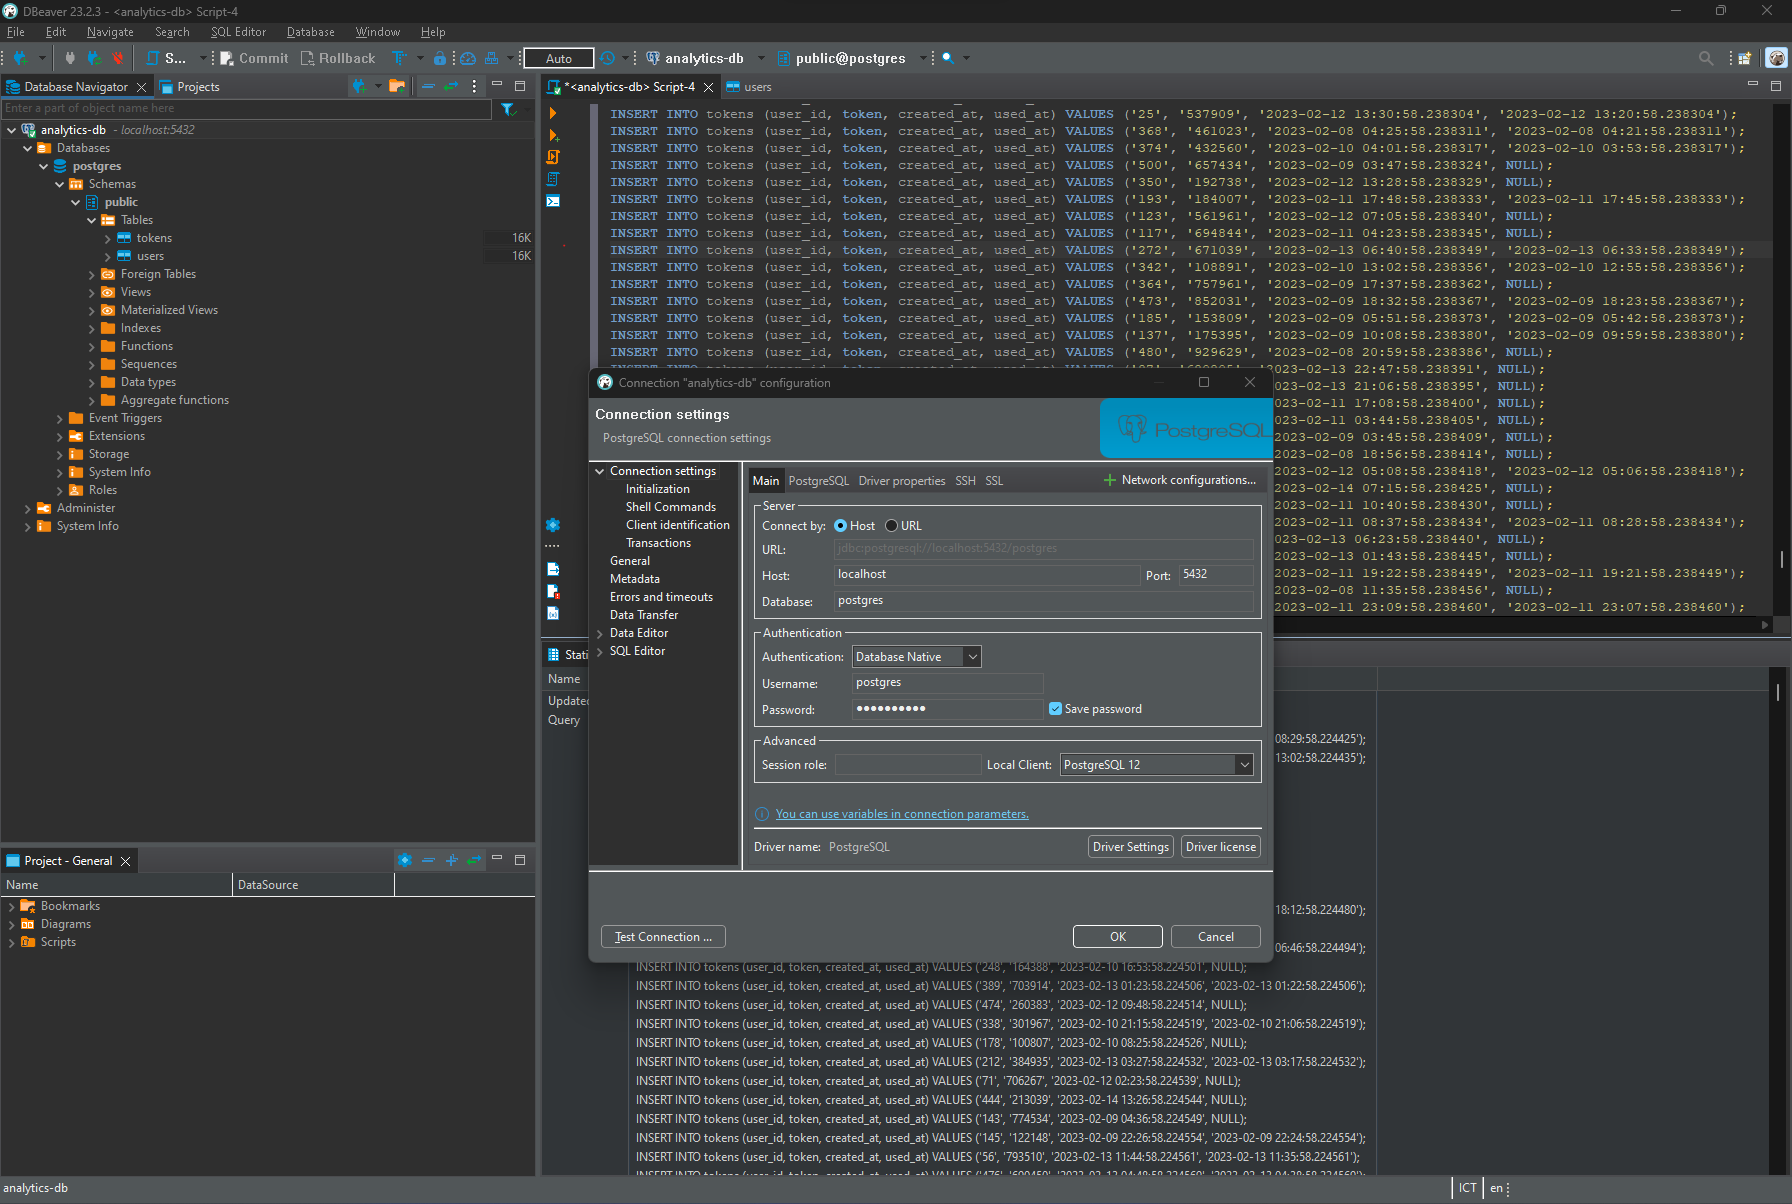 DBeaver 23.2.3 - <analytics-db> Script-4
File Edit Navigate Search SQL Editor Database Window Help
S... Commit Rollback Auto analytics-db public@postgres
Database Navigator Projects
Enter a part of object name here
analytics-db - localhost:5432
Databases
postgres
Schemas
public
Tables
tokens 16K
users 16K
Foreign Tables
Views
Materialized Views
Indexes
Functions
Sequences
Data types
Aggregate functions
Event Triggers
Extensions
Storage
System Info
Roles
Administer
System Info
Project - General
Name DataSource
Bookmarks
Diagrams
Scripts
*<analytics-db> Script-4 users
INSERT INTO tokens (user_id, token, created_at, used_at) VALUES ('25', '537909', '2023-02-12 13:30:58.238304', '2023-02-12 13:20:58.238304');
INSERT INTO tokens (user_id, token, created_at, used_at) VALUES ('368', '461023', '2023-02-08 04:25:58.238311', '2023-02-08 04:21:58.238311');
INSERT INTO tokens (user_id, token, created_at, used_at) VALUES ('374', '432560', '2023-02-10 04:01:58.238317', '2023-02-10 03:53:58.238317');
INSERT INTO tokens (user_id, token, created_at, used_at) VALUES ('500', '657434', '2023-02-09 03:47:58.238324', NULL);
INSERT INTO tokens (user_id, token, created_at, used_at) VALUES ('350', '192738', '2023-02-12 13:28:58.238329', NULL);
INSERT INTO tokens (user_id, token, created_at, used_at) VALUES ('193', '184007', '2023-02-11 17:48:58.238333', '2023-02-11 17:45:58.238333');
INSERT INTO tokens (user_id, token, created_at, used_at) VALUES ('123', '561961', '2023-02-12 07:05:58.238340', NULL);
INSERT INTO tokens (user_id, token, created_at, used_at) VALUES ('117', '694844', '2023-02-11 04:23:58.238345', NULL);
INSERT INTO tokens (user_id, token, created_at, used_at) VALUES ('272', '671039', '2023-02-13 06:40:58.238349', '2023-02-13 06:33:58.238349');
INSERT INTO tokens (user_id, token, created_at, used_at) VALUES ('342', '108891', '2023-02-10 13:02:58.238356', '2023-02-10 12:55:58.238356');
INSERT INTO tokens (user_id, token, created_at, used_at) VALUES ('364', '757961', '2023-02-09 17:37:58.238362', NULL);
INSERT INTO tokens (user_id, token, created_at, used_at) VALUES ('473', '852031', '2023-02-09 18:32:58.238367', '2023-02-09 18:23:58.238367');
INSERT INTO tokens (user_id, token, created_at, used_at) VALUES ('185', '153809', '2023-02-09 05:51:58.238373', '2023-02-09 05:42:58.238373');
INSERT INTO tokens (user_id, token, created_at, used_at) VALUES ('137', '175395', '2023-02-09 10:08:58.238380', '2023-02-09 09:59:58.238380');
INSERT INTO tokens (user_id, token, created_at, used_at) VALUES ('480', '929629', '2023-02-08 20:59:58.238386', NULL);
2023-02-13 22:47:58.238391', NULL);
2023-02-13 21:06:58.238395', NULL);
2023-02-11 17:08:58.238400', NULL);
2023-02-11 03:44:58.238405', NULL);
2023-02-09 03:45:58.238409', NULL);
2023-02-08 18:56:58.238414', NULL);
2023-02-12 05:08:58.238418', '2023-02-12 05:06:58.238418');
2023-02-14 07:15:58.238425', NULL);
2023-02-11 10:40:58.238430', NULL);
2023-02-11 08:37:58.238434', '2023-02-11 08:28:58.238434');
2023-02-13 06:23:58.238440', NULL);
2023-02-13 01:43:58.238445', NULL);
2023-02-11 19:22:58.238449', '2023-02-11 19:21:58.238449');
2023-02-08 11:35:58.238456', NULL);
2023-02-11 23:09:58.238460', '2023-02-11 23:07:58.238460');
Connection "analytics-db" configuration
Connection settings
PostgreSQL connection settings
PostgreSQL
Connection settings
Initialization
Shell Commands
Client identification
Transactions
General
Metadata
Errors and timeouts
Data Transfer
Data Editor
SQL Editor
Main PostgreSQL Driver properties SSH SSL Network configurations...
Server
Connect by: Host URL
URL: jdbc:postgresql://localhost:5432/postgres
Host: localhost Port: 5432
Database: postgres
Authentication
Authentication: Database Native
Username: postgres
Password: •••••••••• Save password
Advanced
Session role: Local Client: PostgreSQL 12
You can use variables in connection parameters.
Driver name: PostgreSQL Driver Settings Driver license
Test Connection ... OK Cancel
Stati
Name
Updated
Query
08:29:58.224425');
13:02:58.224435');
18:12:58.224480');
06:46:58.224494');
INSERT INTO tokens (user_id, token, created_at, used_at) VALUES ('248', '164388', '2023-02-10 16:53:58.224501', NULL);
INSERT INTO tokens (user_id, token, created_at, used_at) VALUES ('389', '703914', '2023-02-13 01:23:58.224506', '2023-02-13 01:22:58.224506');
INSERT INTO tokens (user_id, token, created_at, used_at) VALUES ('474', '260383', '2023-02-12 09:48:58.224514', NULL);
INSERT INTO tokens (user_id, token, created_at, used_at) VALUES ('338', '301967', '2023-02-10 21:15:58.224519', '2023-02-10 21:06:58.224519');
INSERT INTO tokens (user_id, token, created_at, used_at) VALUES ('178', '100807', '2023-02-10 08:25:58.224526', NULL);
INSERT INTO tokens (user_id, token, created_at, used_at) VALUES ('212', '384935', '2023-02-13 03:27:58.224532', '2023-02-13 03:17:58.224532');
INSERT INTO tokens (user_id, token, created_at, used_at) VALUES ('71', '706267', '2023-02-12 02:23:58.224539', NULL);
INSERT INTO tokens (user_id, token, created_at, used_at) VALUES ('444', '213039', '2023-02-14 13:26:58.224544', NULL);
INSERT INTO tokens (user_id, token, created_at, used_at) VALUES ('143', '774534', '2023-02-09 04:36:58.224549', NULL);
INSERT INTO tokens (user_id, token, created_at, used_at) VALUES ('145', '122148', '2023-02-09 22:26:58.224554', '2023-02-09 22:24:58.224554');
INSERT INTO tokens (user_id, token, created_at, used_at) VALUES ('56', '793510', '2023-02-13 11:44:58.224561', '2023-02-13 11:35:58.224561');
analytics-db ICT en